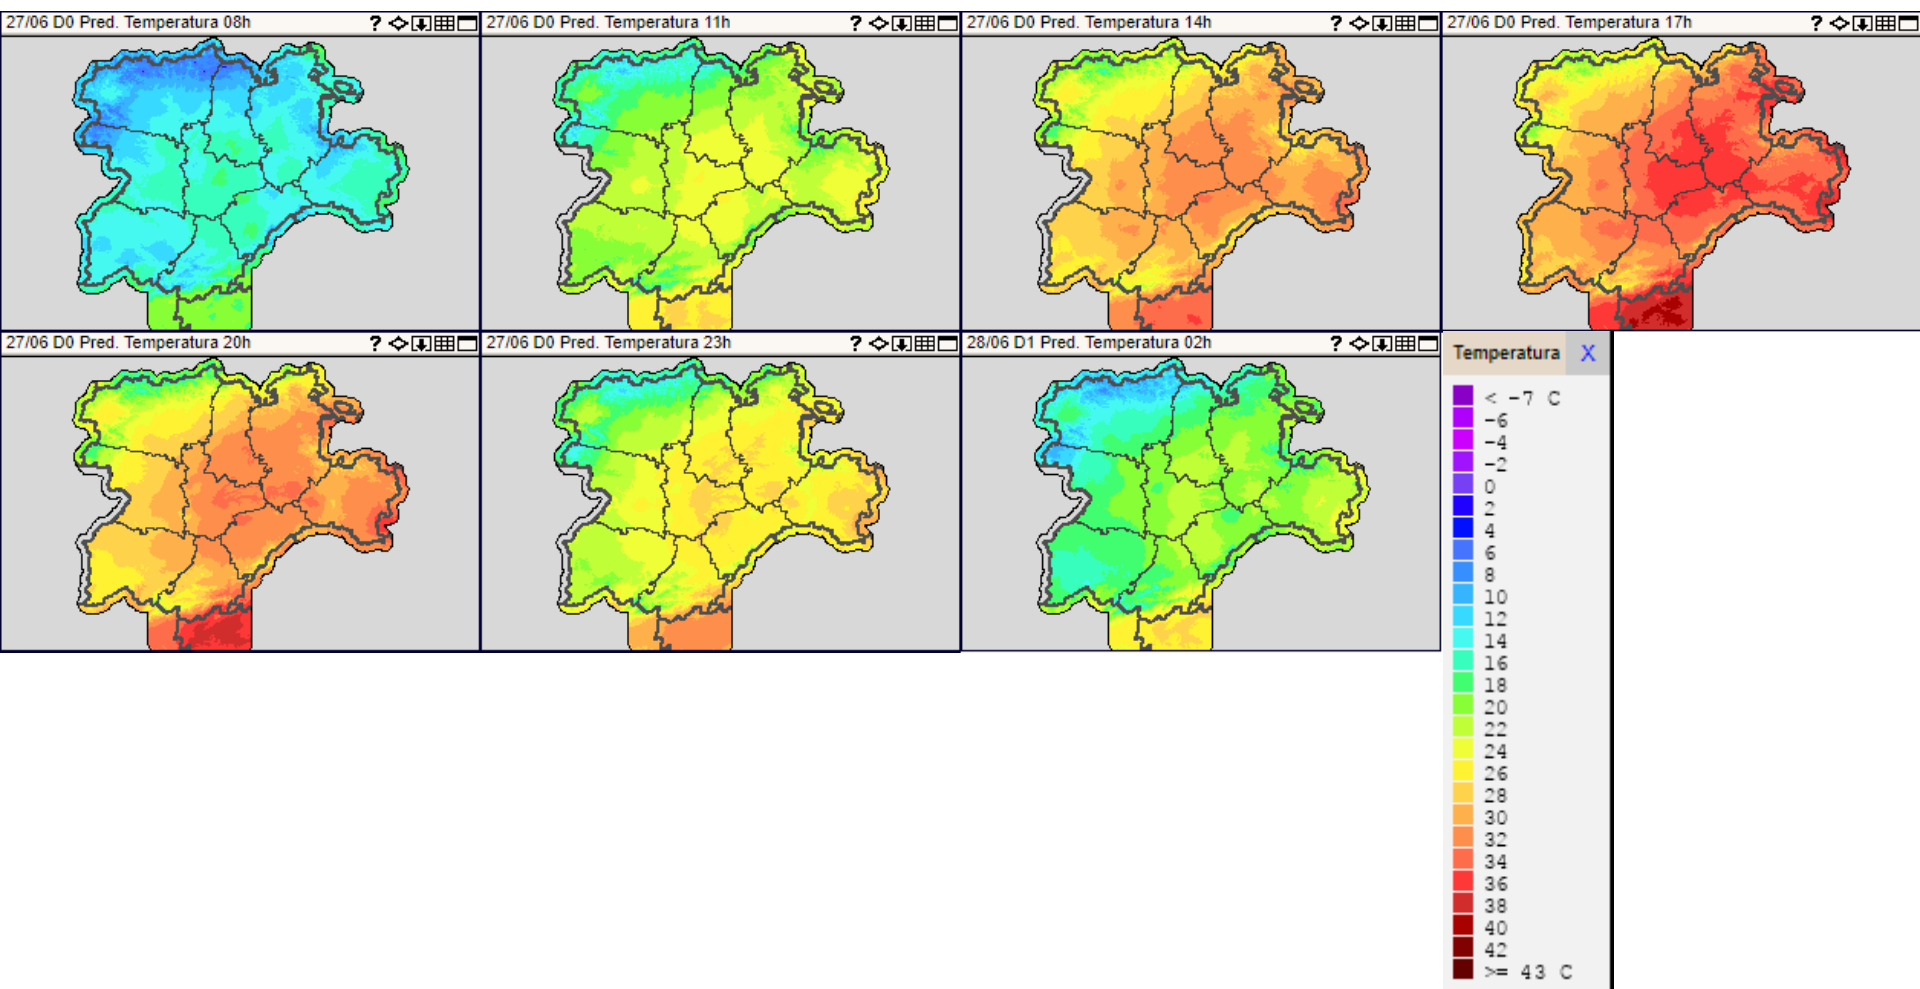 27/06 D0 Pred. Temperatura 08h ?
27/06 D0 Pred. Temperatura 11h ?
27/06 D0 Pred. Temperatura 14h ?
27/06 D0 Pred. Temperatura 17h ?
27/06 D0 Pred. Temperatura 20h ?
27/06 D0 Pred. Temperatura 23h ?
28/06 D1 Pred. Temperatura 02h ?
Temperatura X
< -7 C
-6
-4
-2
0
2
4
6
8
10
12
14
16
18
20
22
24
26
28
30
32
34
36
38
40
42
>= 43 C